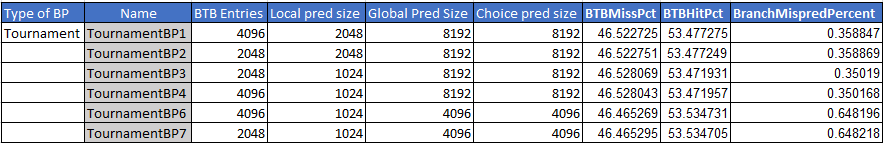 Type of BP Name BTB Entries Local pred size Global Pred Size Choice pred size BTBMissPct BTBHitPct BranchMispredPercent
Tournament TournamentBP1 4096 2048 8192 8192 46.522725 53.477275 0.358847
TournamentBP2 2048 2048 8192 8192 46.522751 53.477249 0.358869
TournamentBP3 2048 1024 8192 8192 46.528069 53.471931 0.35019
TournamentBP4 4096 1024 8192 8192 46.528043 53.471957 0.350168
TournamentBP6 4096 1024 4096 4096 46.465269 53.534731 0.648196
TournamentBP7 2048 1024 4096 4096 46.465295 53.534705 0.648218